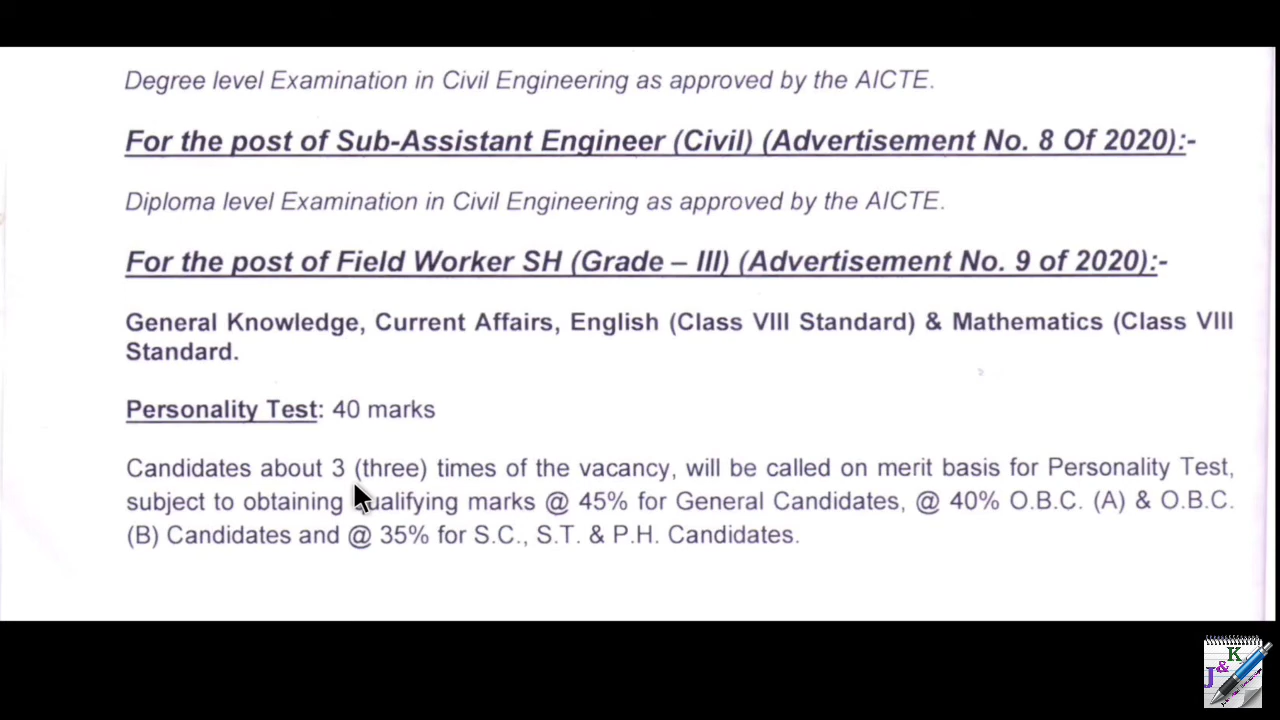 Degree level Examination in Civil Engineering as approved by the AICTE.
For the post of Sub-Assistant Engineer (Civil) (Advertisement No. 8 Of 2020):-
Diploma level Examination in Civil Engineering as approved by the AICTE.
For the post of Field Worker SH (Grade – III) (Advertisement No. 9 of 2020):-
General Knowledge, Current Affairs, English (Class VIII Standard) & Mathematics (Class VIII
Standard.
Personality Test: 40 marks
Candidates about 3 (three) times of the vacancy, will be called on merit basis for Personality Test,
subject to obtaining qualifying marks @ 45% for General Candidates, @ 40% O.B.C. (A) & O.B.C.
(B) Candidates and @ 35% for S.C., S.T. & P.H. Candidates.
J&K